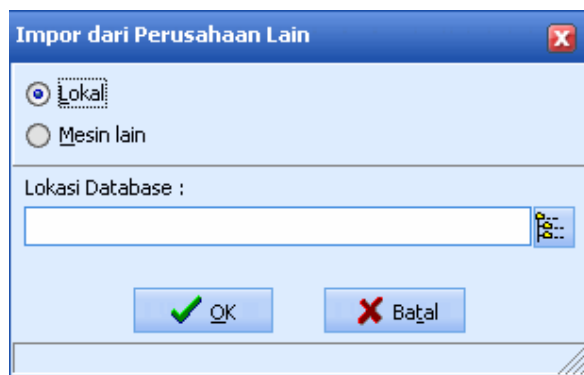 Impor dari Perusahaan Lain
Lokal
Mesin lain
Lokasi Database :
OK
Batal